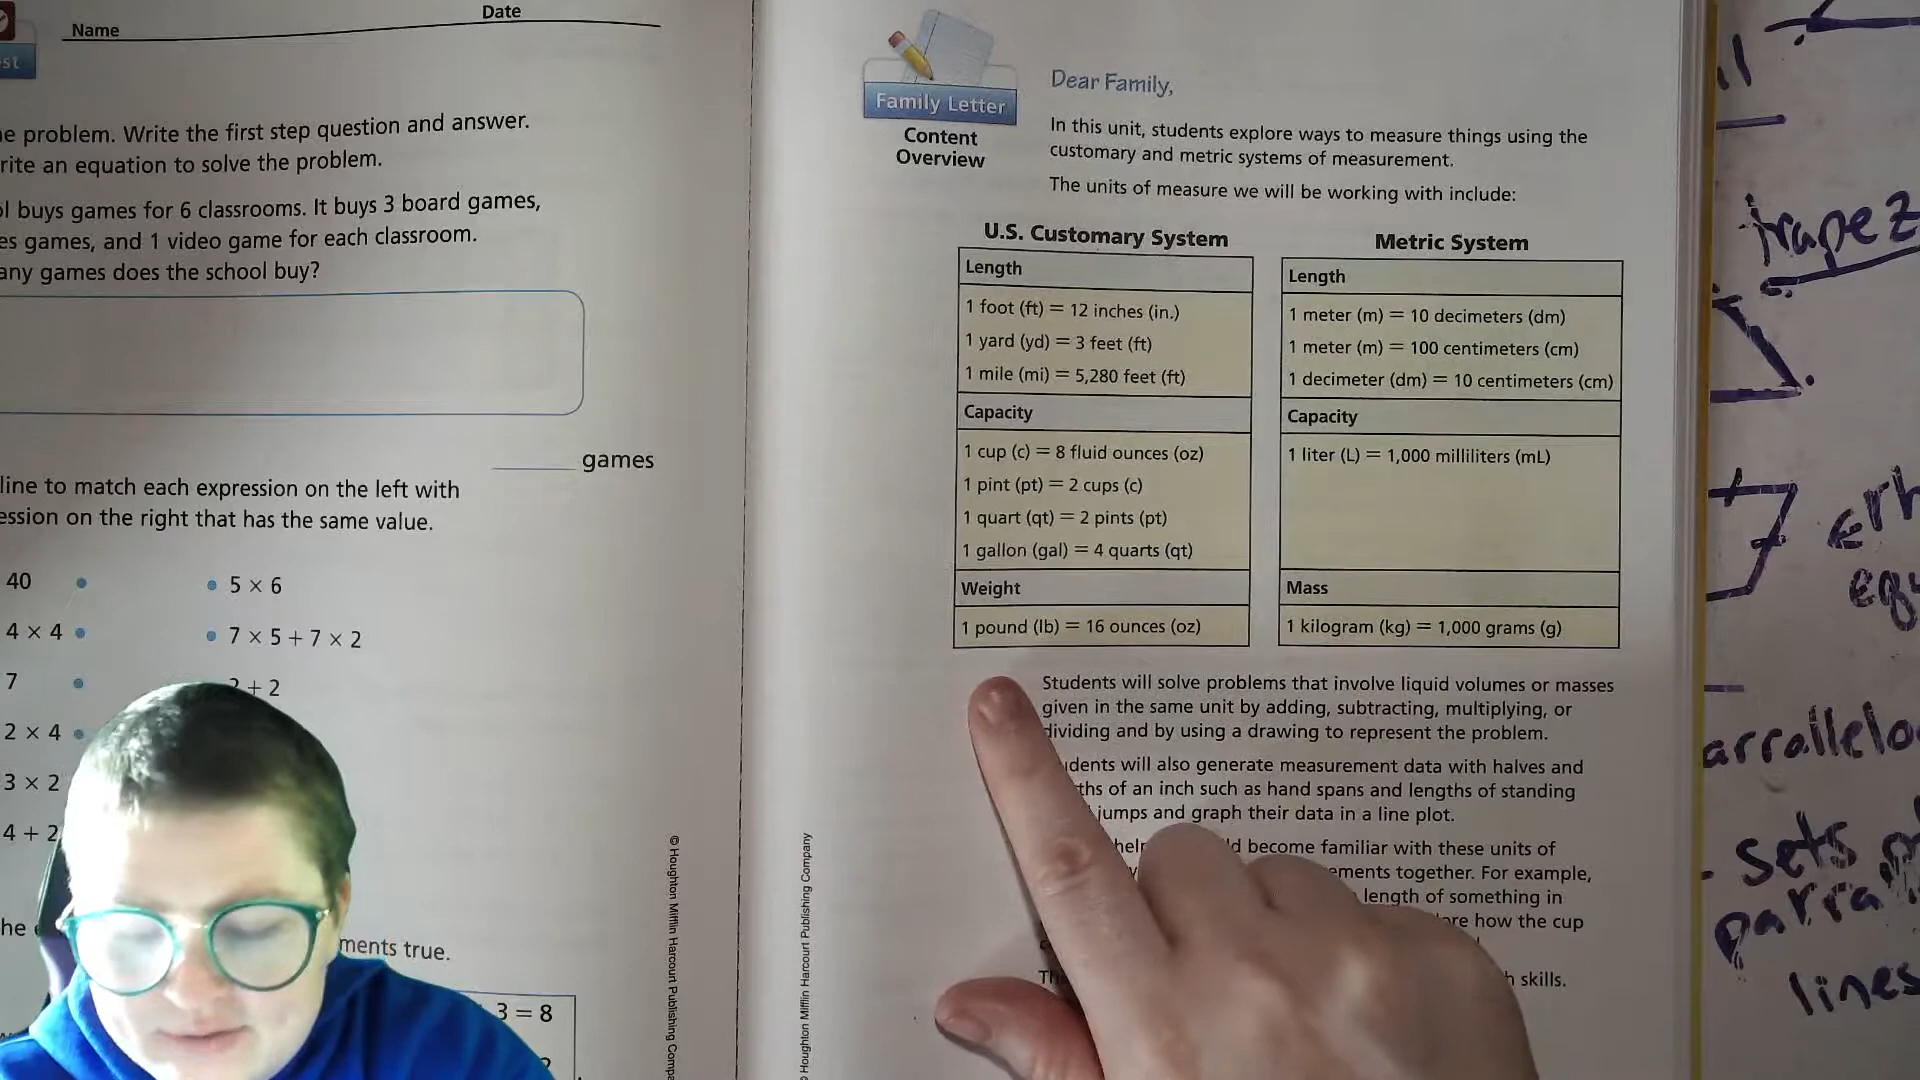 Name
Date
st
e problem. Write the first step question and answer.
rite an equation to solve the problem.
l buys games for 6 classrooms. It buys 3 board games,
es games, and 1 video game for each classroom.
any games does the school buy?
games
line to match each expression on the left with
ession on the right that has the same value.
40
5 × 6
4 × 4
7 × 5 + 7 × 2
7
+ 2
2 × 4
3 × 2
4 + 2
he
ments true.
3 = 8
© Houghton Mifflin Harcourt Publishing Compa
Family Letter
Content
Overview
Dear Family,
In this unit, students explore ways to measure things using the
customary and metric systems of measurement.
The units of measure we will be working with include:
U.S. Customary System
Length
1 foot (ft) = 12 inches (in.)
1 yard (yd) = 3 feet (ft)
1 mile (mi) = 5,280 feet (ft)
Capacity
1 cup (c) = 8 fluid ounces (oz)
1 pint (pt) = 2 cups (c)
1 quart (qt) = 2 pints (pt)
1 gallon (gal) = 4 quarts (qt)
Weight
1 pound (lb) = 16 ounces (oz)
Metric System
Length
1 meter (m) = 10 decimeters (dm)
1 meter (m) = 100 centimeters (cm)
1 decimeter (dm) = 10 centimeters (cm)
Capacity
1 liter (L) = 1,000 milliliters (mL)
Mass
1 kilogram (kg) = 1,000 grams (g)
Students will solve problems that involve liquid volumes or masses
given in the same unit by adding, subtracting, multiplying, or
dividing and by using a drawing to represent the problem.
dents will also generate measurement data with halves and
ths of an inch such as hand spans and lengths of standing
jumps and graph their data in a line plot.
help d become familiar with these units of
ements together. For example,
length of something in
are how the cup
skills.
Houghton Mifflin Harcourt Publishing Company
trapez
erh
equ
arrallelo
- sets
parra
lines